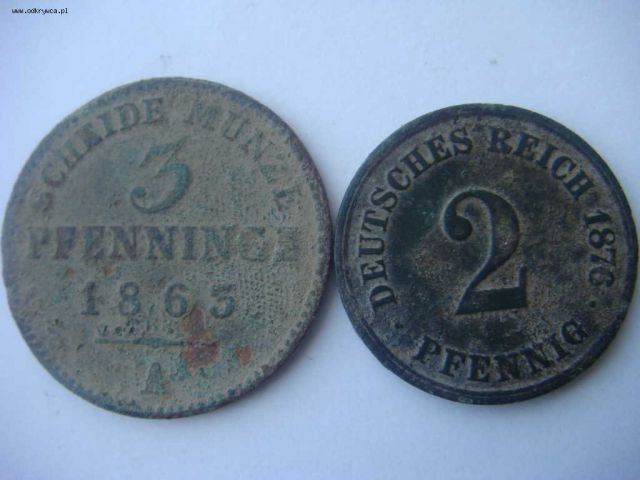 www.odkrywca.pl
SCHEIDE MÜNZE
3
PFENNINGE
1863
A
DEUTSCHES REICH 1876.
2
· PFENNIG